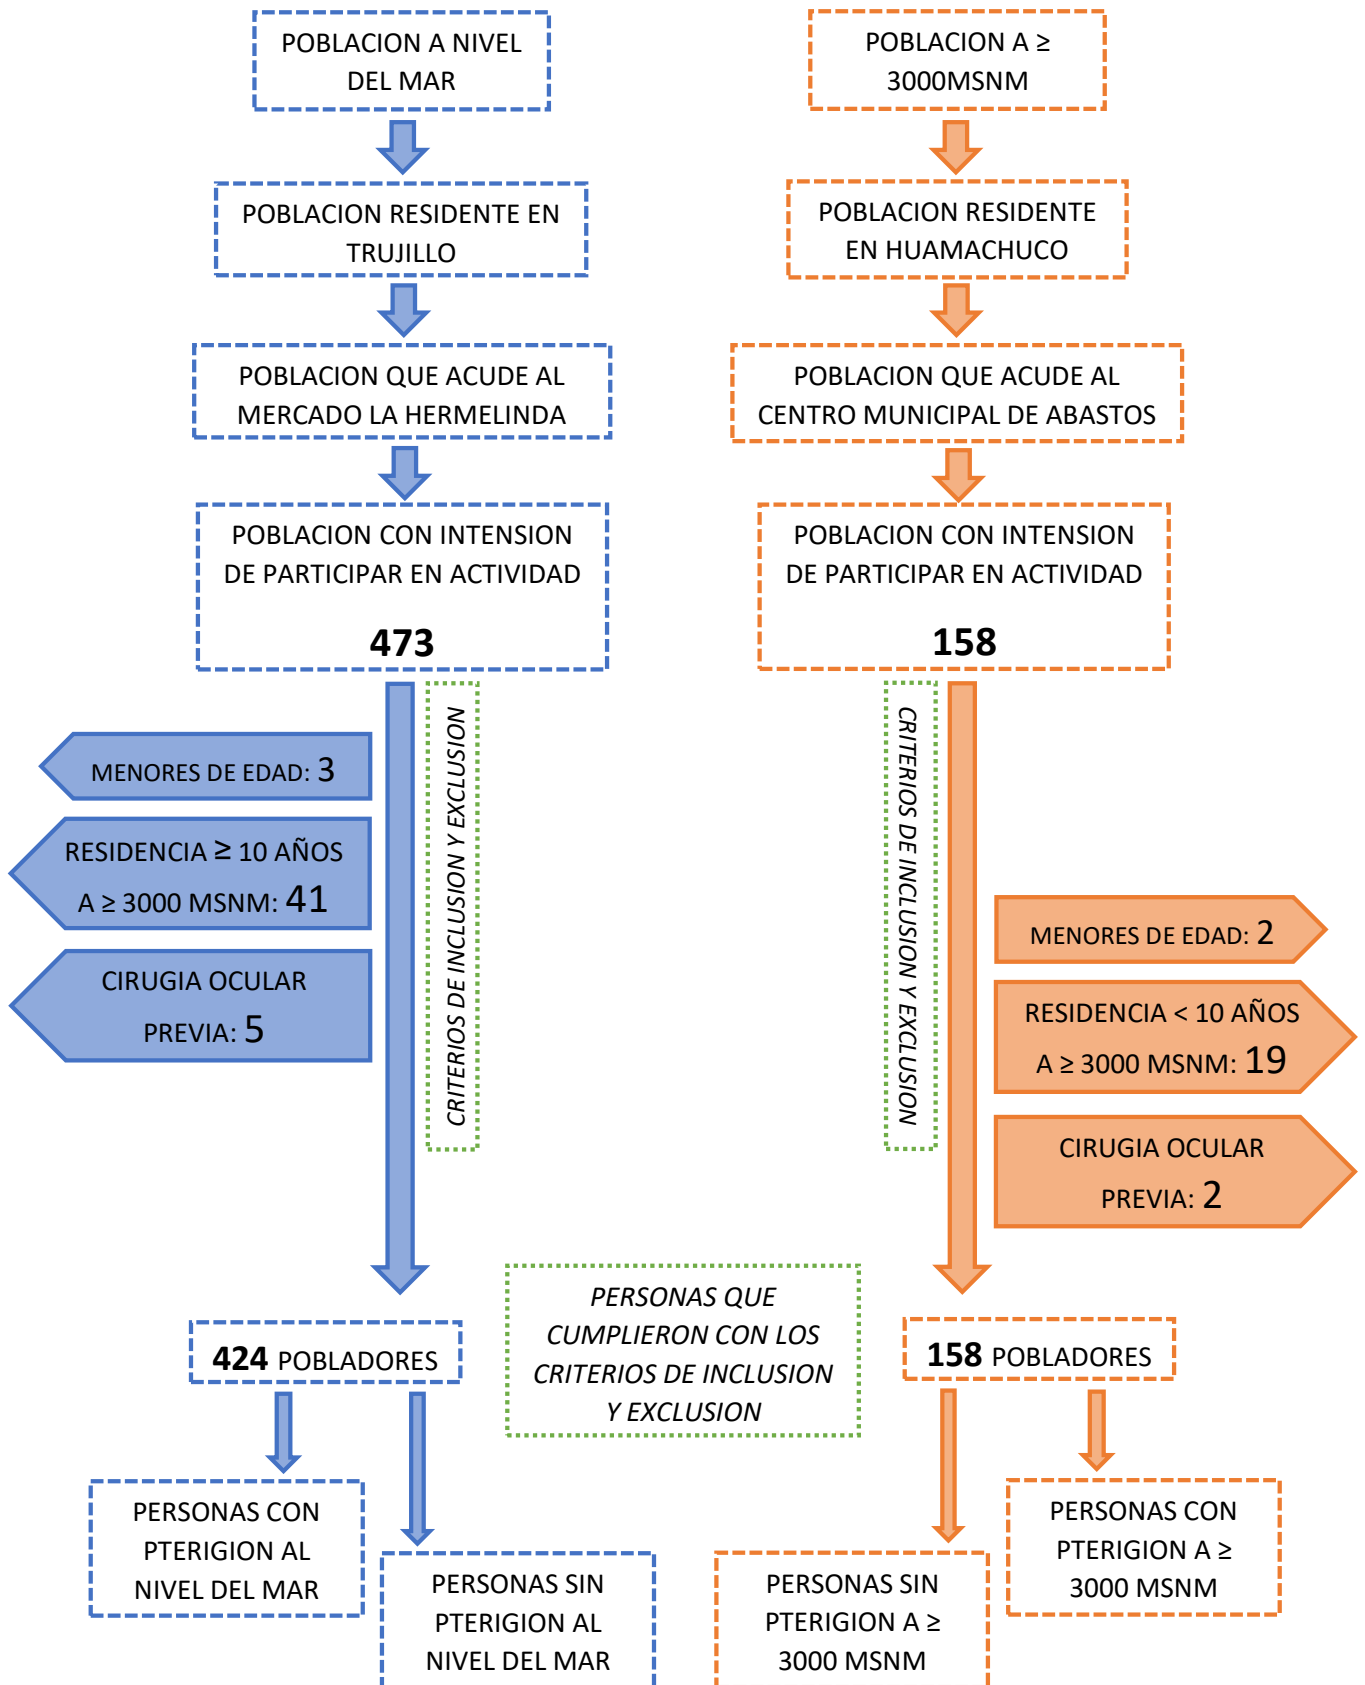 POBLACION A NIVEL
DEL MAR
POBLACION RESIDENTE EN
TRUJILLO
POBLACION QUE ACUDE AL
MERCADO LA HERMELINDA
POBLACION CON INTENSION
DE PARTICIPAR EN ACTIVIDAD
473
CRITERIOS DE INCLUSION Y EXCLUSION
MENORES DE EDAD: 3
RESIDENCIA ≥ 10 AÑOS
A ≥ 3000 MSNM: 41
CIRUGIA OCULAR
PREVIA: 5
424 POBLADORES
PERSONAS CON
PTERIGION AL
NIVEL DEL MAR
PERSONAS SIN
PTERIGION AL
NIVEL DEL MAR
POBLACION A ≥
3000MSNM
POBLACION RESIDENTE
EN HUAMACHUCO
POBLACION QUE ACUDE AL
CENTRO MUNICIPAL DE ABASTOS
POBLACION CON INTENSION
DE PARTICIPAR EN ACTIVIDAD
158
CRITERIOS DE INCLUSION Y EXCLUSION
MENORES DE EDAD: 2
RESIDENCIA < 10 AÑOS
A ≥ 3000 MSNM: 19
CIRUGIA OCULAR
PREVIA: 2
PERSONAS QUE
CUMPLIERON CON LOS
CRITERIOS DE INCLUSION
Y EXCLUSION
158 POBLADORES
PERSONAS SIN
PTERIGION A ≥
3000 MSNM
PERSONAS CON
PTERIGION A ≥
3000 MSNM